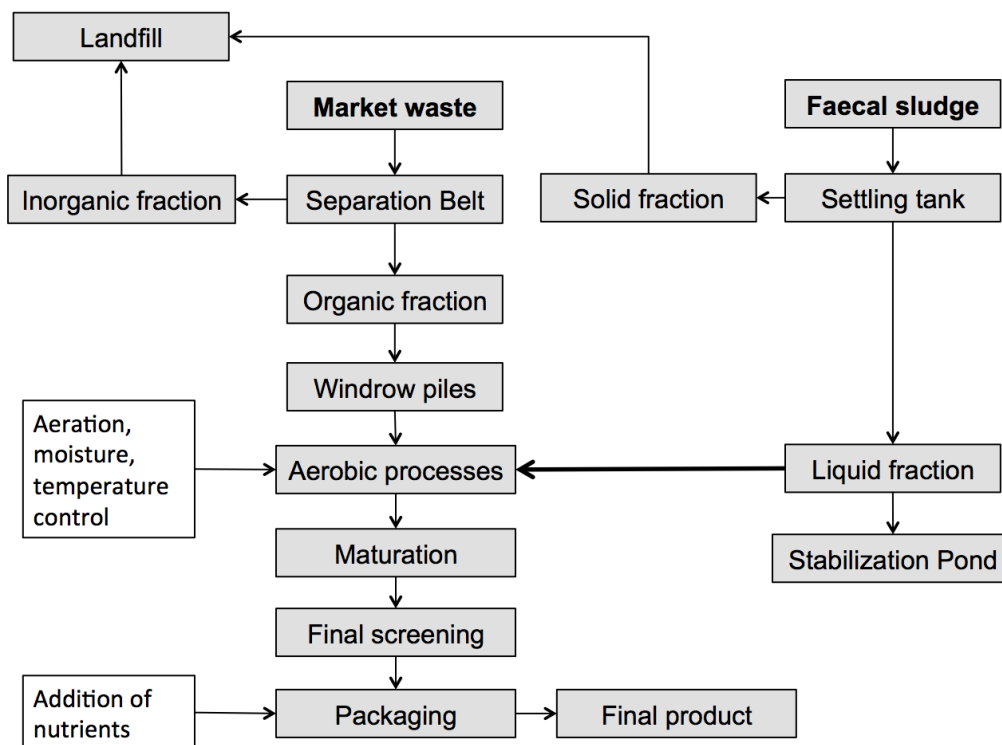 Landfill
Market waste
Faecal sludge
Inorganic fraction
Separation Belt
Solid fraction
Settling tank
Organic fraction
Windrow piles
Aeration,
moisture,
temperature
control
Aerobic processes
Liquid fraction
Maturation
Stabilization Pond
Final screening
Addition of
nutrients
Packaging
Final product